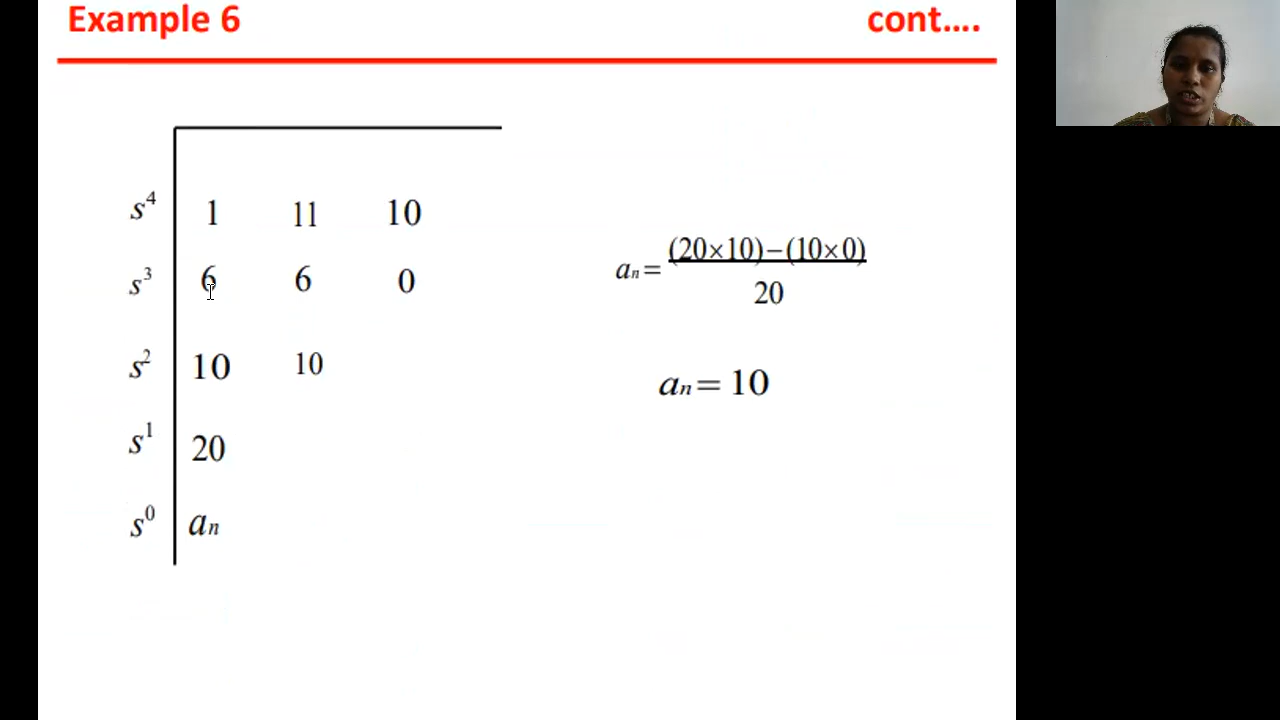 Example 6 cont....
s⁴ 1 11 10
s³ 6 6 0
s² 10 10
s¹ 20
s⁰ aₙ
aₙ = (20×10)−(10×0) / 20
aₙ = 10